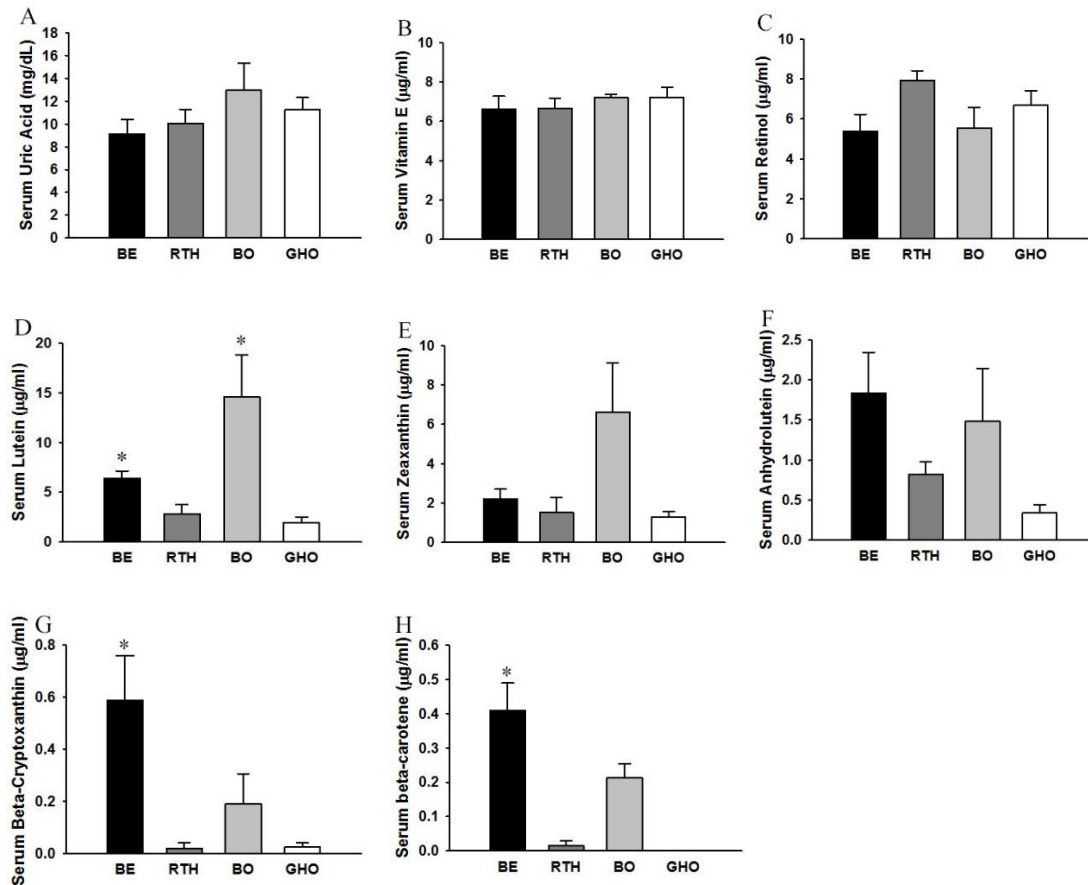 A
Serum Uric Acid (mg/dL)
18
16
14
12
10
8
6
4
2
0
BE RTH BO GHO
B
Serum Vitamin E (µg/ml)
10
8
6
4
2
0
BE RTH BO GHO
C
Serum Retinol (µg/ml)
10
8
6
4
2
0
BE RTH BO GHO
D
Serum Lutein (µg/ml)
20
15
10
5
0
* *
BE RTH BO GHO
E
Serum Zeaxanthin (µg/ml)
10
8
6
4
2
0
BE RTH BO GHO
F
Serum Anhydrolutein (µg/ml)
2.5
2.0
1.5
1.0
0.5
0.0
BE RTH BO GHO
G
Serum Beta-Cryptoxanthin (µg/ml)
0.8
0.6
0.4
0.2
0.0
*
BE RTH BO GHO
H
Serum beta-carotene (µg/ml)
0.6
0.5
0.4
0.3
0.2
0.1
0.0
*
BE RTH BO GHO